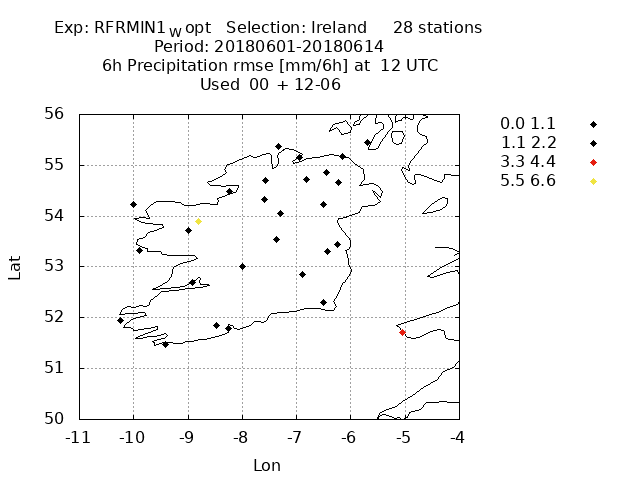 Exp: RFRMIN1_W opt   Selection: Ireland     28 stations
Period: 20180601-20180614
6h Precipitation rmse [mm/6h] at  12 UTC
Used  00 + 12-06
0.0 1.1
1.1 2.2
3.3 4.4
5.5 6.6
56
55
54
53
52
51
50
Lat
-11 -10 -9 -8 -7 -6 -5 -4
Lon